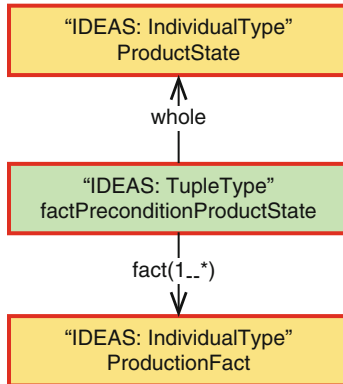 “IDEAS: IndividualType”
ProductState
whole
“IDEAS: TupleType”
factPreconditionProductState
fact(1--*)
“IDEAS: IndividualType”
ProductionFact